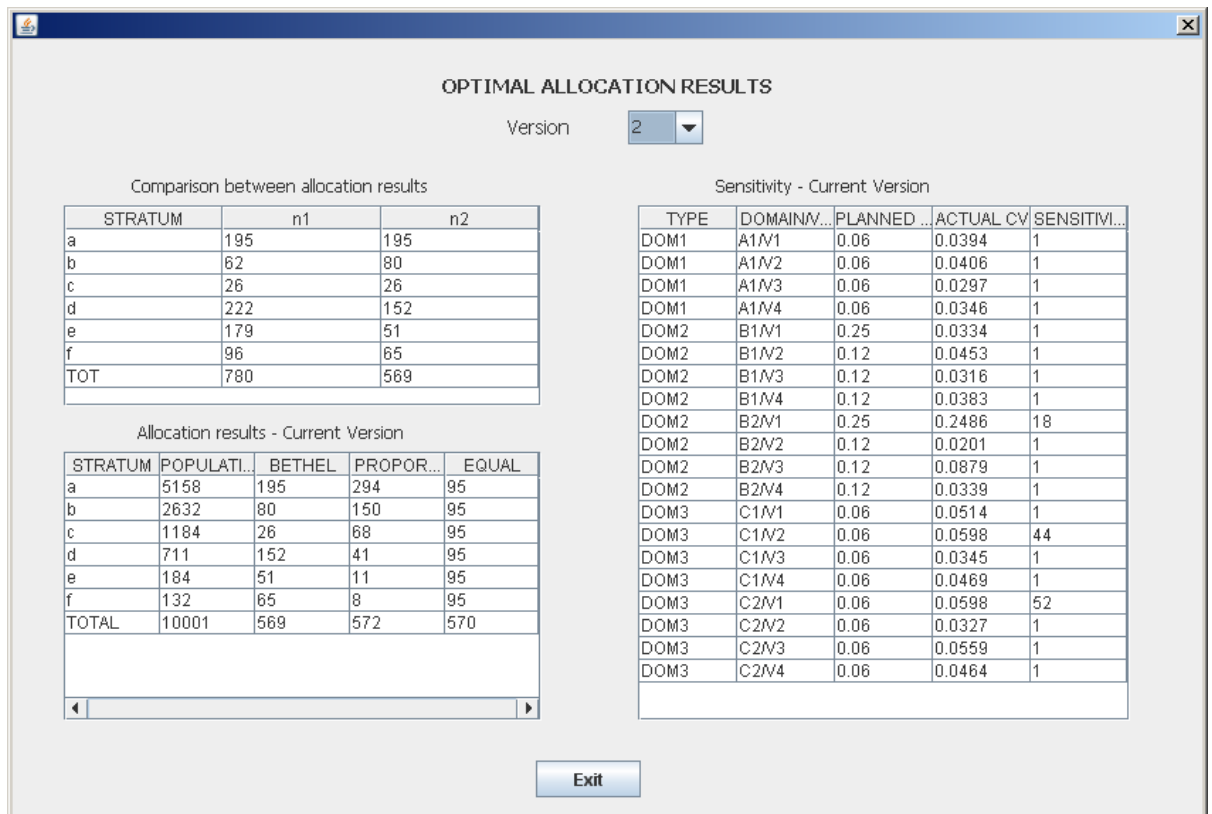 OPTIMAL ALLOCATION RESULTS
Version 2
Comparison between allocation results
STRATUM n1 n2
a 195 195
b 62 80
c 26 26
d 222 152
e 179 51
f 96 65
TOT 780 569
Allocation results - Current Version
STRATUM POPULATI... BETHEL PROPOR... EQUAL
a 5158 195 294 95
b 2632 80 150 95
c 1184 26 68 95
d 711 152 41 95
e 184 51 11 95
f 132 65 8 95
TOTAL 10001 569 572 570
Sensitivity - Current Version
TYPE DOMAIN/V... PLANNED ... ACTUAL CV SENSITIVI...
DOM1 A1/V1 0.06 0.0394 1
DOM1 A1/V2 0.06 0.0406 1
DOM1 A1/V3 0.06 0.0297 1
DOM1 A1/V4 0.06 0.0346 1
DOM2 B1/V1 0.25 0.0334 1
DOM2 B1/V2 0.12 0.0453 1
DOM2 B1/V3 0.12 0.0316 1
DOM2 B1/V4 0.12 0.0383 1
DOM2 B2/V1 0.25 0.2486 18
DOM2 B2/V2 0.12 0.0201 1
DOM2 B2/V3 0.12 0.0879 1
DOM2 B2/V4 0.12 0.0339 1
DOM3 C1/V1 0.06 0.0514 1
DOM3 C1/V2 0.06 0.0598 44
DOM3 C1/V3 0.06 0.0345 1
DOM3 C1/V4 0.06 0.0469 1
DOM3 C2/V1 0.06 0.0598 52
DOM3 C2/V2 0.06 0.0327 1
DOM3 C2/V3 0.06 0.0559 1
DOM3 C2/V4 0.06 0.0464 1
Exit